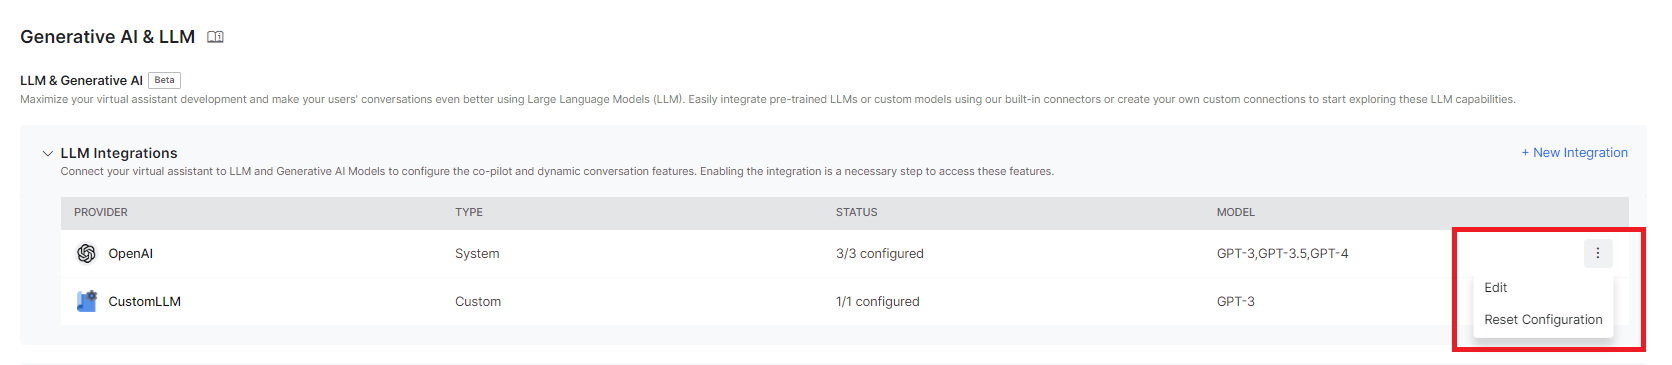 Generative AI & LLM
LLM & Generative AI Beta
Maximize your virtual assistant development and make your users' conversations even better using Large Language Models (LLM). Easily integrate pre-trained LLMs or custom models using our built-in connectors or create your own custom connections to start exploring these LLM capabilities.
LLM Integrations + New Integration
Connect your virtual assistant to LLM and Generative AI Models to configure the co-pilot and dynamic conversation features. Enabling the integration is a necessary step to access these features.
PROVIDER TYPE STATUS MODEL
OpenAI System 3/3 configured GPT-3,GPT-3.5,GPT-4
Edit
CustomLLM Custom 1/1 configured GPT-3
Reset Configuration